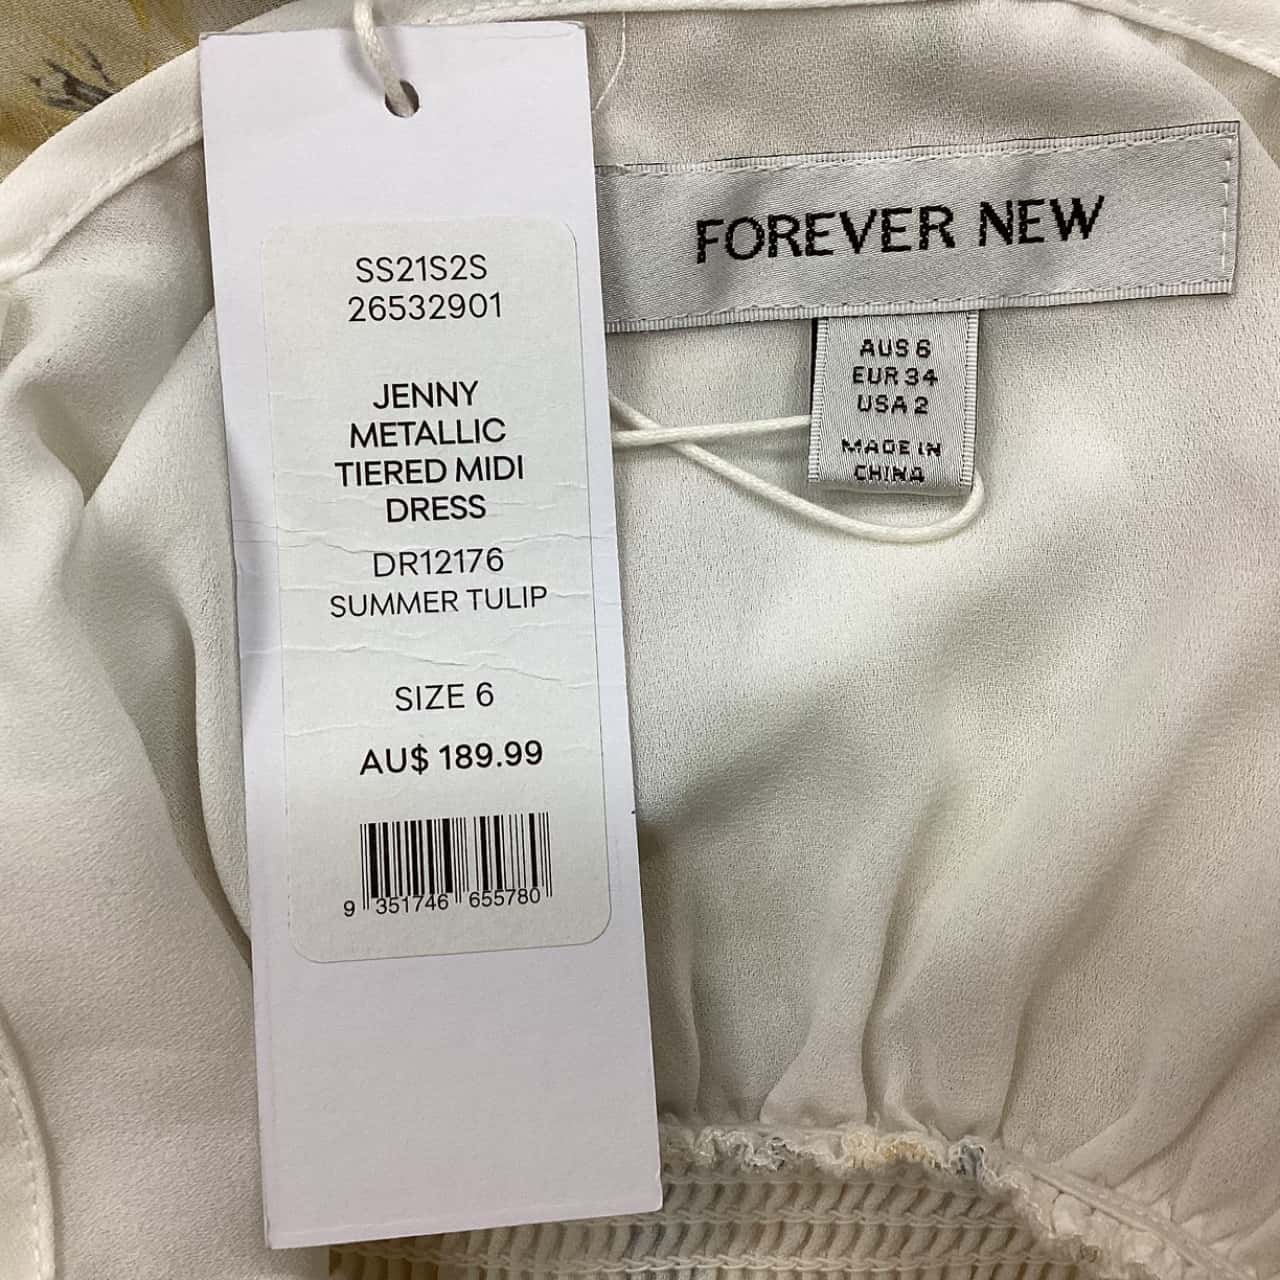 SS21S2S
26532901
JENNY
METALLIC
TIERED MIDI
DRESS
DR12176
SUMMER TULIP
SIZE 6
AU$ 189.99
9 351746 655780
FOREVER NEW
AUS 6
EUR 34
USA 2
MADE IN
CHINA